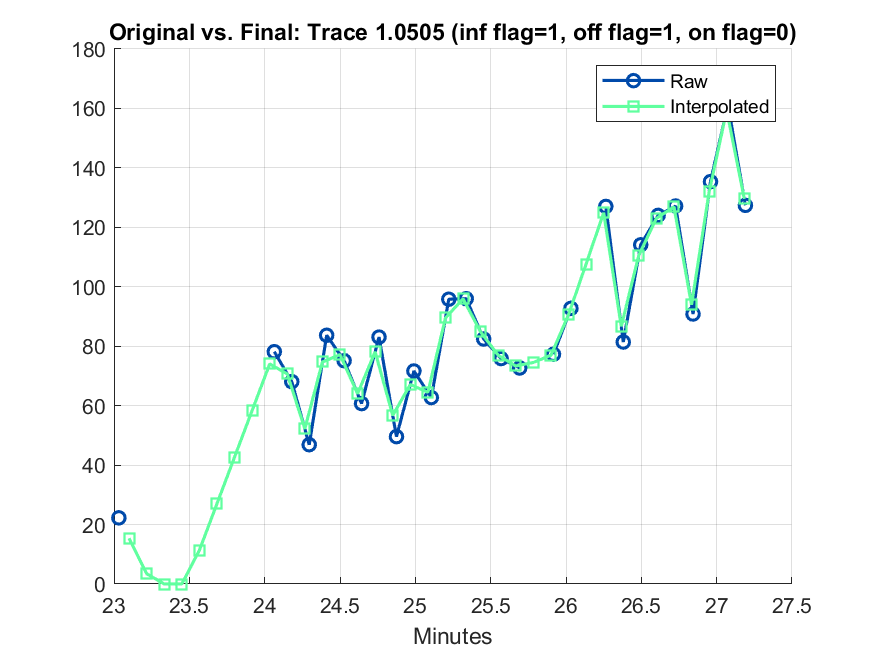 Original vs. Final: Trace 1.0505 (inf flag=1, off flag=1, on flag=0)
180
160
140
120
100
80
60
40
20
0
Raw
Interpolated
23 23.5 24 24.5 25 25.5 26 26.5 27 27.5
Minutes